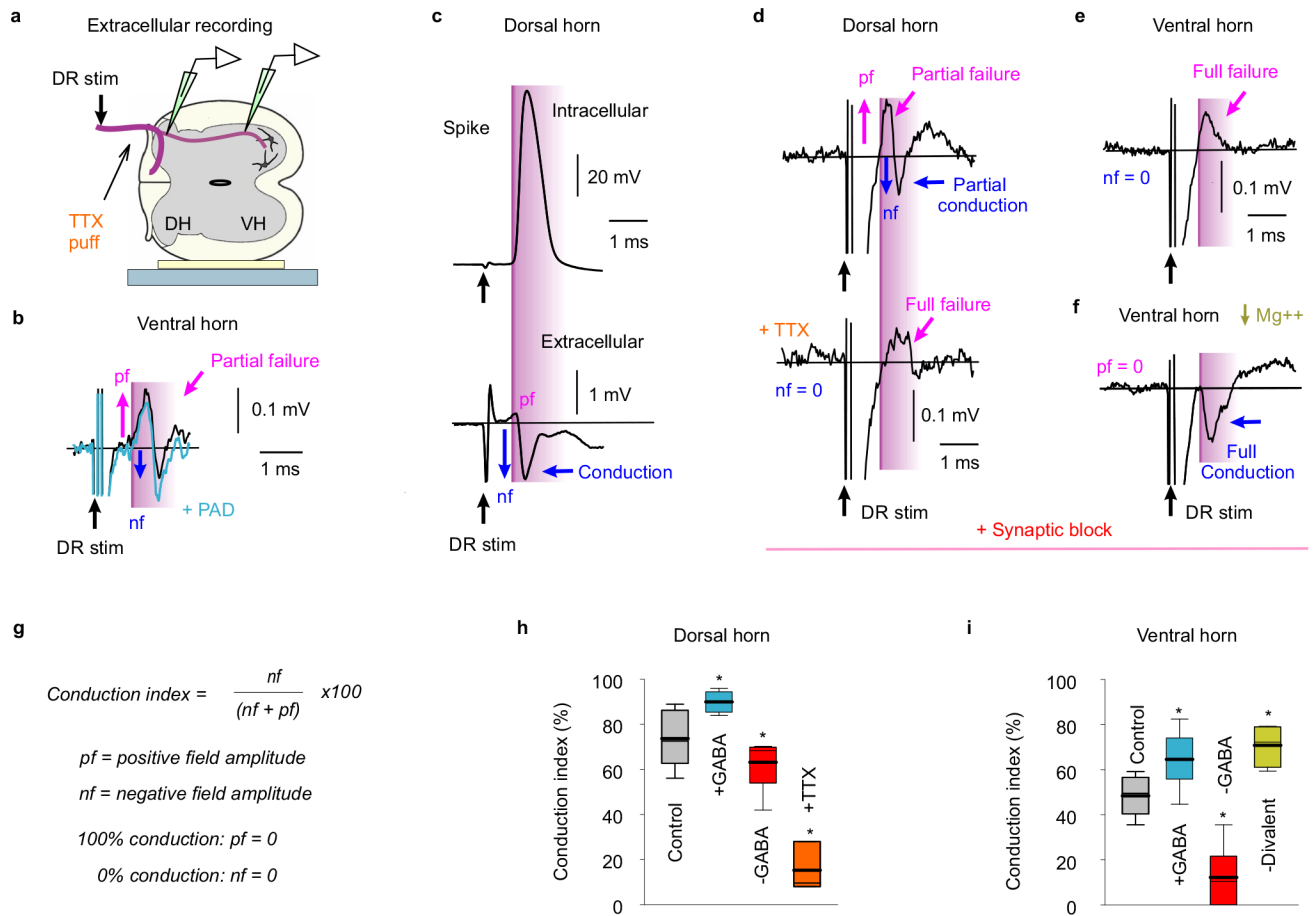 a
Extracellular recording
DR stim
TTX
puff
DH
VH
b
Ventral horn
pf
Partial failure
0.1 mV
1 ms
nf
+ PAD
DR stim
c
Dorsal horn
Spike
Intracellular
20 mV
1 ms
Extracellular
1 mV
pf
nf
Conduction
DR stim
d
Dorsal horn
pf
Partial failure
nf
Partial
conduction
+ TTX
Full failure
nf = 0
0.1 mV
1 ms
DR stim
e
Ventral horn
Full failure
nf = 0
0.1 mV
1 ms
f
Ventral horn
Mg++
pf = 0
Full
Conduction
DR stim
+ Synaptic block
g
Conduction index =
nf
(nf + pf)
x100
pf = positive field amplitude
nf = negative field amplitude
100% conduction: pf = 0
0% conduction: nf = 0
h
Dorsal horn
Conduction index (%)
100
80
60
40
20
0
Control
*
+GABA
*
-GABA
+TTX
*
i
Ventral horn
Conduction index (%)
100
80
60
40
20
0
Control
*
+GABA
-GABA
*
*
-Divalent